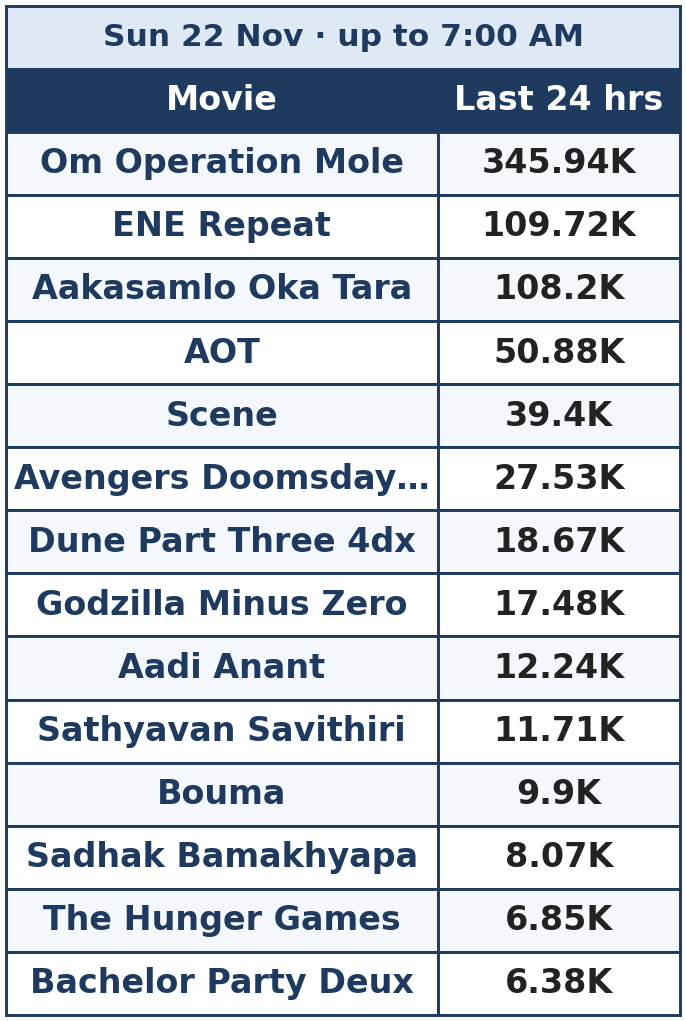 Sun 22 Nov · up to 7:00 AM
Movie Last 24 hrs
Om Operation Mole 345.94K
ENE Repeat 109.72K
Aakasamlo Oka Tara 108.2K
AOT 50.88K
Scene 39.4K
Avengers Doomsday... 27.53K
Dune Part Three 4dx 18.67K
Godzilla Minus Zero 17.48K
Aadi Anant 12.24K
Sathyavan Savithiri 11.71K
Bouma 9.9K
Sadhak Bamakhyapa 8.07K
The Hunger Games 6.85K
Bachelor Party Deux 6.38K